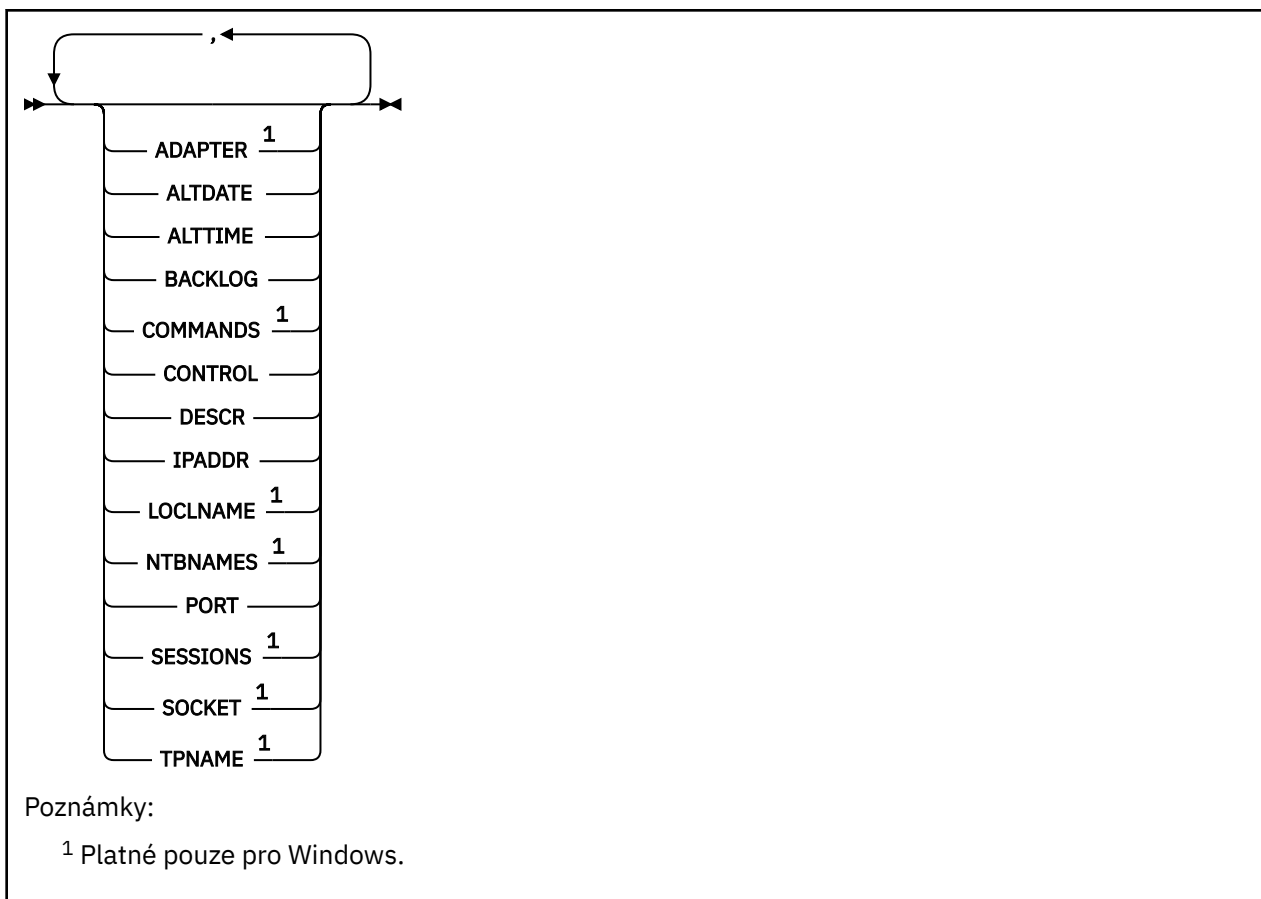 ,
ADAPTER 1
ALTDATE
ALTTIME
BACKLOG
COMMANDS 1
CONTROL
DESCR
IPADDR
LOCLNAME 1
NTBNAMES 1
PORT
SESSIONS 1
SOCKET 1
TPNAME 1
Poznámky:
1 Platné pouze pro Windows.